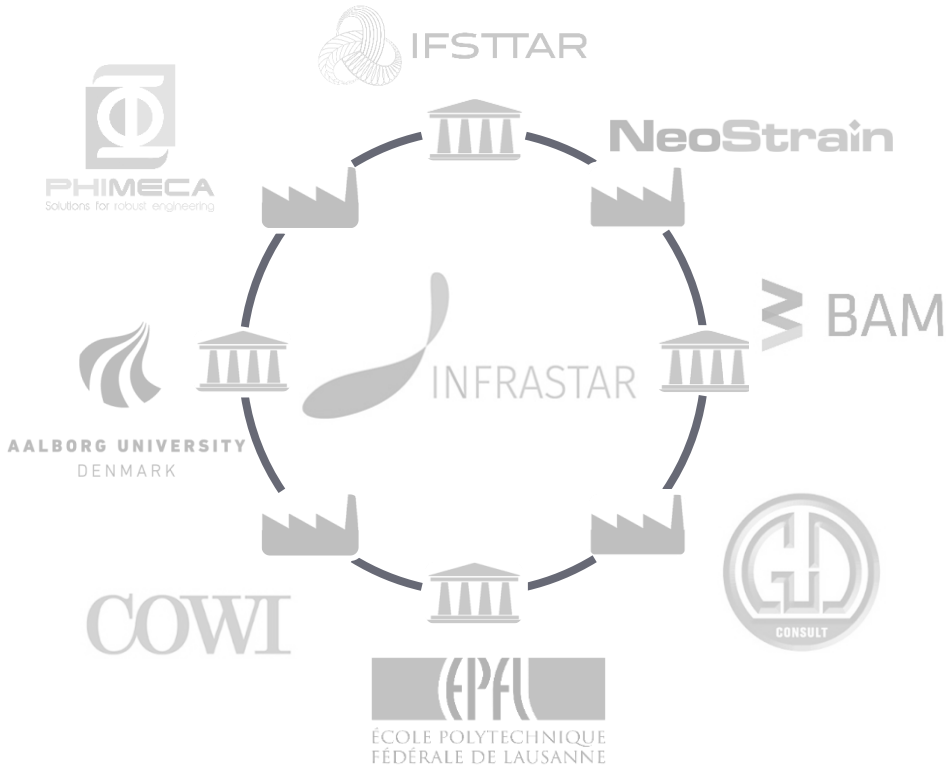 IFSTTAR
PHIMECA
Solutions for robust engineering
NeoStrain
BAM
INFRASTAR
AALBORG UNIVERSITY
DENMARK
COWI
CONSULT
EPFL
ÉCOLE POLYTECHNIQUE
FÉDÉRALE DE LAUSANNE